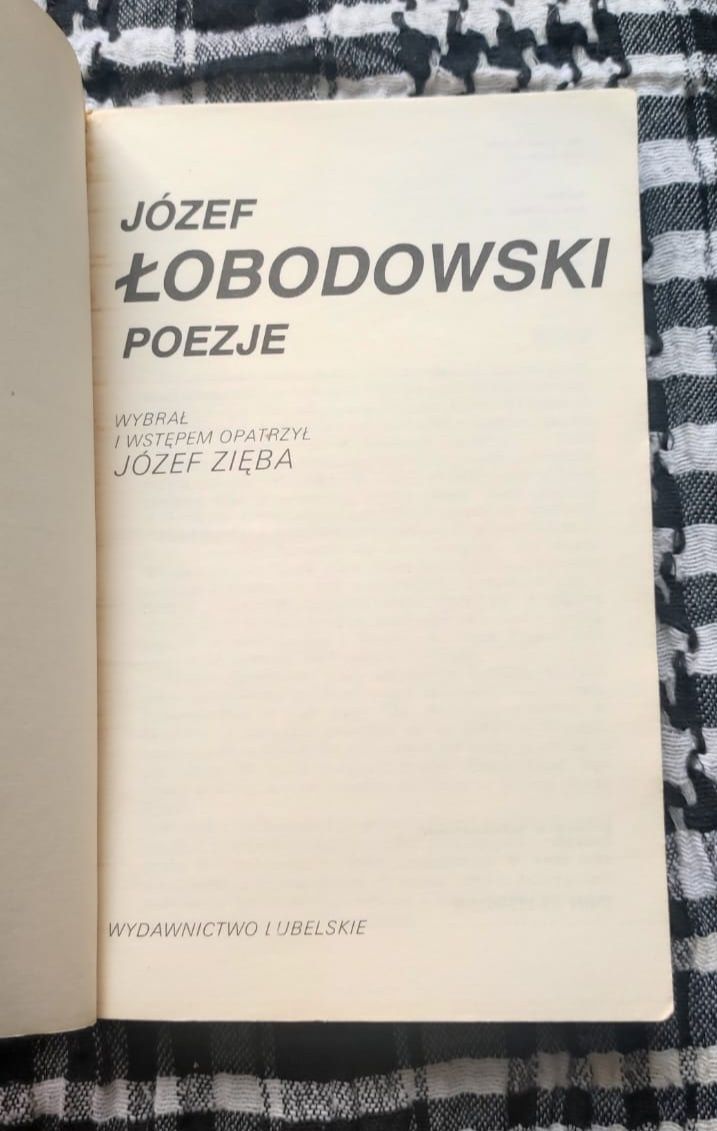 JÓZEF
ŁOBODOWSKI
POEZJE
WYBRAŁ
I WSTĘPEM OPATRZYŁ
JÓZEF ZIĘBA
WYDAWNICTWO LUBELSKIE